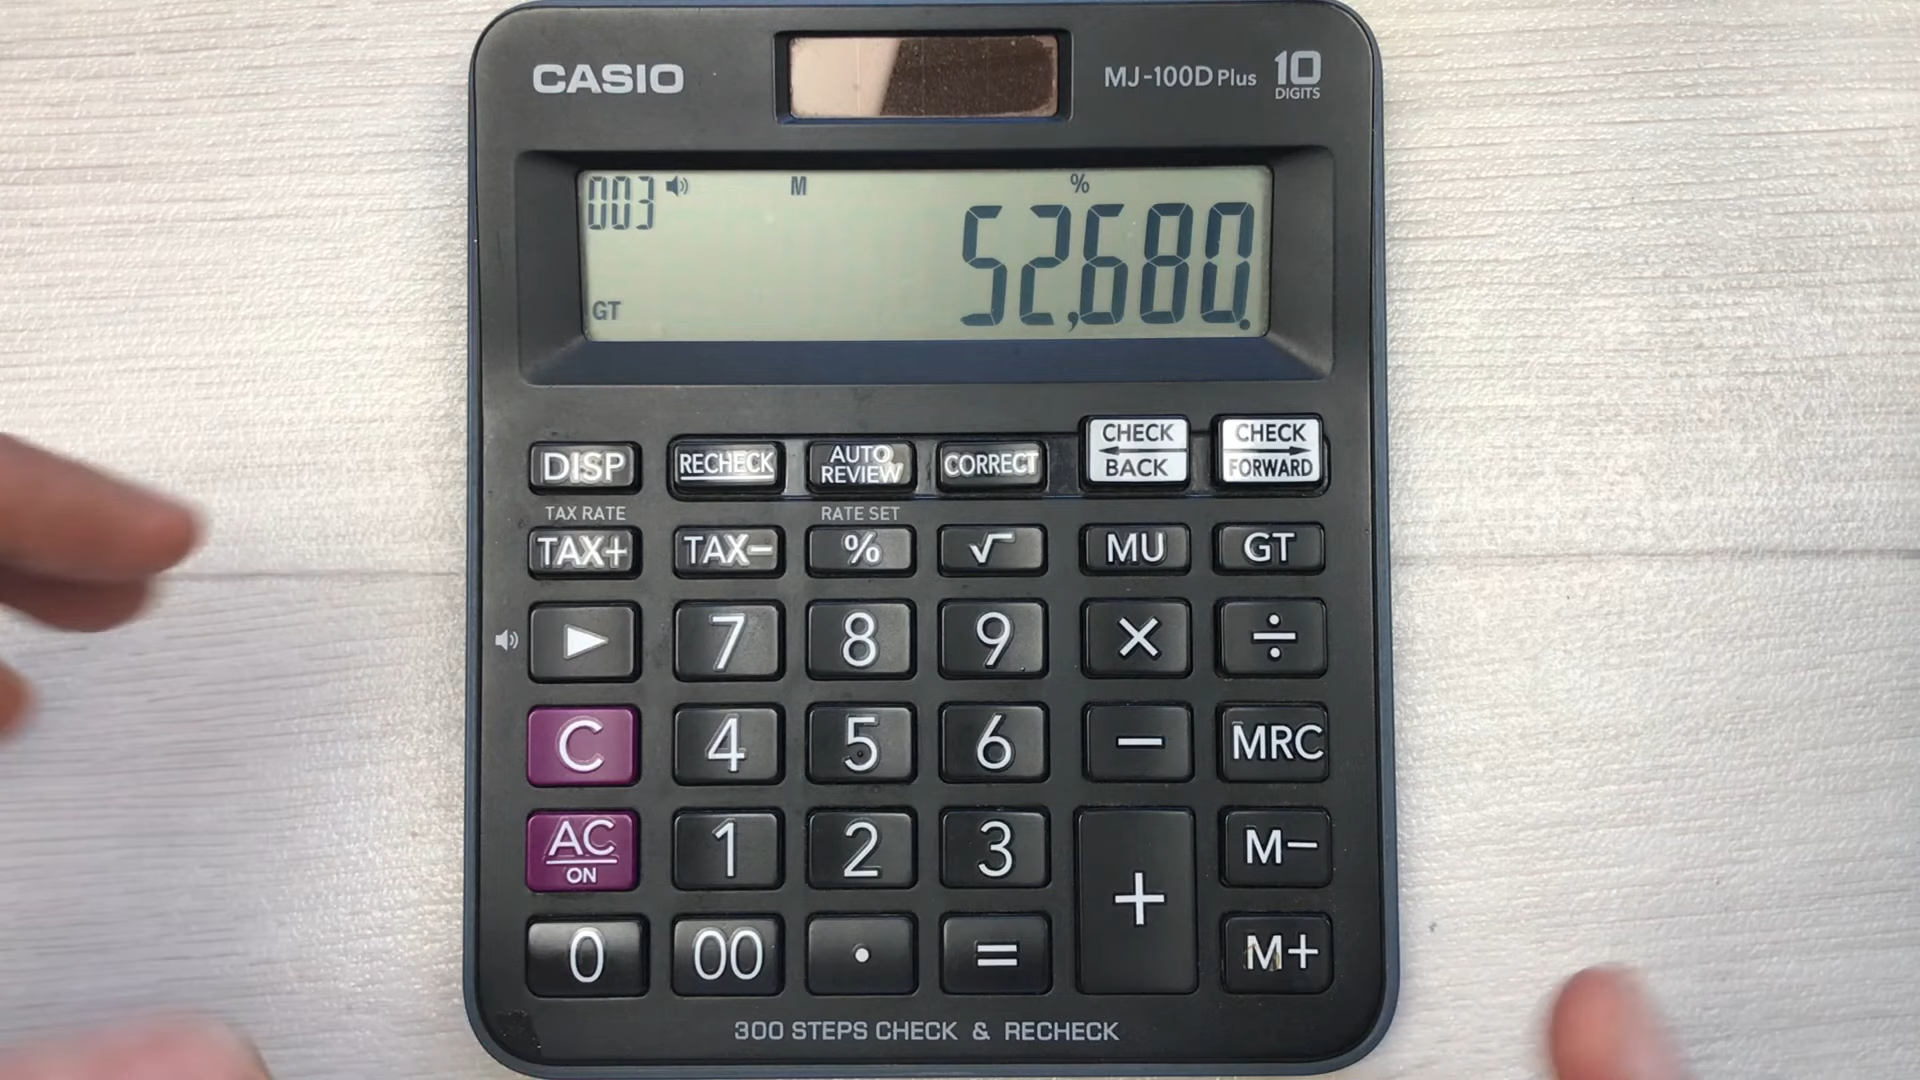 CASIO MJ-100D Plus 10 DIGITS
003 M %
52,680.
GT
DISP RECHECK AUTO REVIEW CORRECT CHECK BACK CHECK FORWARD
TAX RATE RATE SET
TAX+ TAX− % √ MU GT
▶ 7 8 9 × ÷
C 4 5 6 − MRC
AC ON 1 2 3 + M−
0 00 . = M+
300 STEPS CHECK & RECHECK